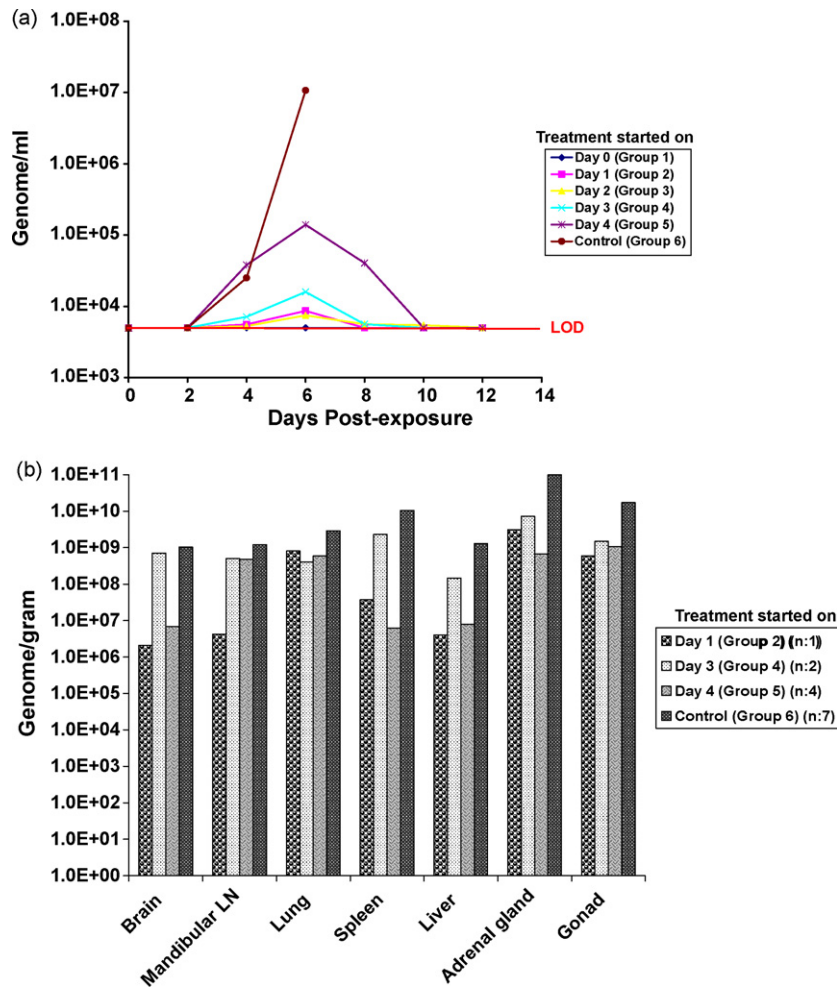 (a)
1.0E+08
1.0E+07
1.0E+06
1.0E+05
1.0E+04
1.0E+03
Genome/ml
0 2 4 6 8 10 12 14
Days Post-exposure
LOD
Treatment started on
Day 0 (Group 1)
Day 1 (Group 2)
Day 2 (Group 3)
Day 3 (Group 4)
Day 4 (Group 5)
Control (Group 6)
(b)
1.0E+11
1.0E+10
1.0E+09
1.0E+08
1.0E+07
1.0E+06
1.0E+05
1.0E+04
1.0E+03
1.0E+02
1.0E+01
1.0E+00
Genome/gram
Brain
Mandibular LN
Lung
Spleen
Liver
Adrenal gland
Gonad
Treatment started on
Day 1 (Group 2) (n:1)
Day 3 (Group 4) (n:2)
Day 4 (Group 5) (n:4)
Control (Group 6) (n:7)